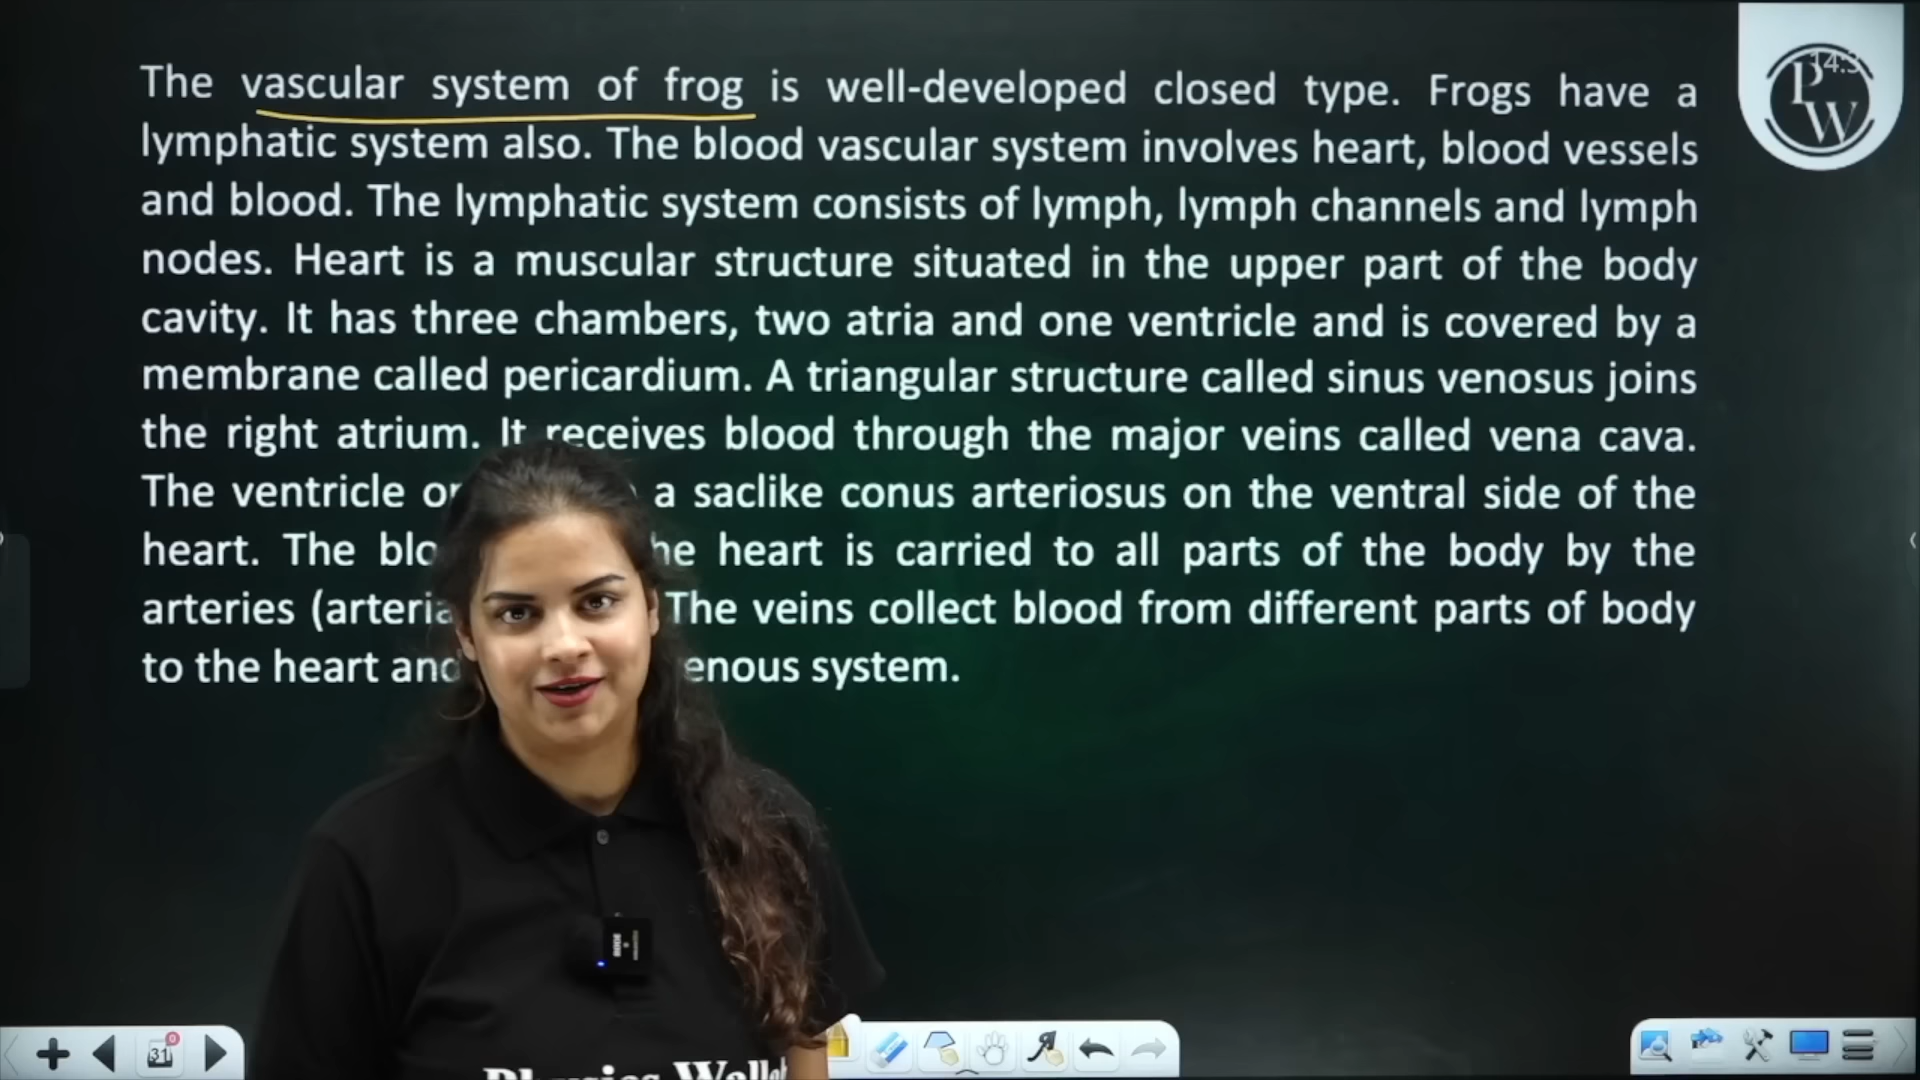 The vascular system of frog is well-developed closed type. Frogs have a
lymphatic system also. The blood vascular system involves heart, blood vessels
and blood. The lymphatic system consists of lymph, lymph channels and lymph
nodes. Heart is a muscular structure situated in the upper part of the body
cavity. It has three chambers, two atria and one ventricle and is covered by a
membrane called pericardium. A triangular structure called sinus venosus joins
the right atrium. It receives blood through the major veins called vena cava.
The ventricle a saclike conus arteriosus on the ventral side of the
heart. The heart is carried to all parts of the body by the
arteries The veins collect blood from different parts of body
to the heart and system.
PW
31
0
Physics Wallah